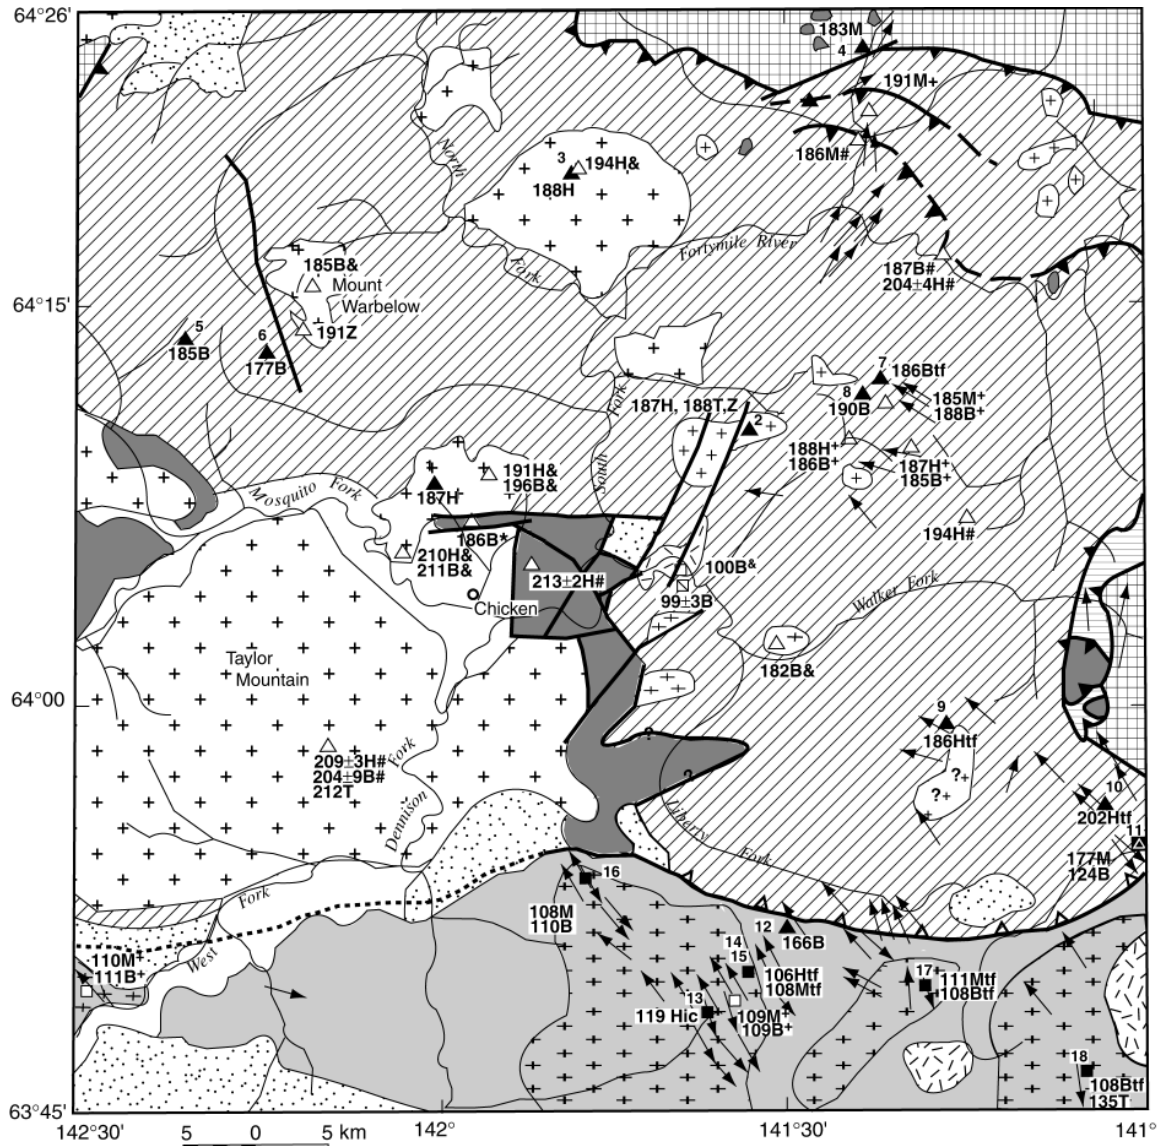 64°26'
183M
4
191M+
North
186M#
3
194H&
188H
Fortymile River
Fork
187B#
204±4H#
185B&
Mount
Warbelow
64°15'
191Z
5
185B
6
177B
7
186Btf
8
190B
185M+
188B+
Fork
187H, 188T,Z
2
188H+
186B+
187H+
185B+
South
191H&
196B&
187H
Mosquito Fork
194H#
186B*
210H&
211B&
213±2H#
100B&
99±3B
Chicken
Walker Fork
182B&
Taylor
Mountain
64°00
9
186Htf
?
?
?+
?+
209±3H#
204±9B#
212T
Fork
Dennison
10
202Htf
11
177M
124B
Liberty
Fork
16
108M
110B
Fork
West
12
166B
14
15
106Htf
108Mtf
17
111Mtf
108Btf
110M+
111B+
13
119 Hic
109M+
109B+
18
108Btf
135T
63°45'
142°30'
142°
141°30'
141°
5 0 5 km